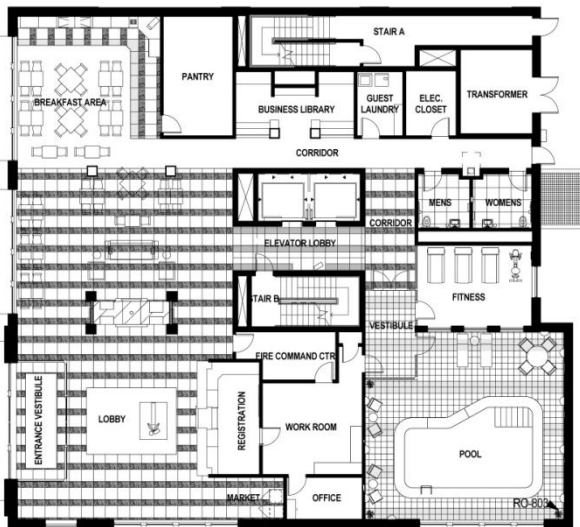 STAIR A
PANTRY
BREAKFAST AREA
BUSINESS LIBRARY
GUEST
LAUNDRY
ELEC.
CLOSET
TRANSFORMER
CORRIDOR
MENS
WOMENS
CORRIDOR
ELEVATOR LOBBY
STAIR B
FITNESS
VESTIBULE
FIRE COMMAND CTR
ENTRANCE VESTIBULE
LOBBY
REGISTRATION
WORK ROOM
POOL
MARKET
OFFICE
RO-803